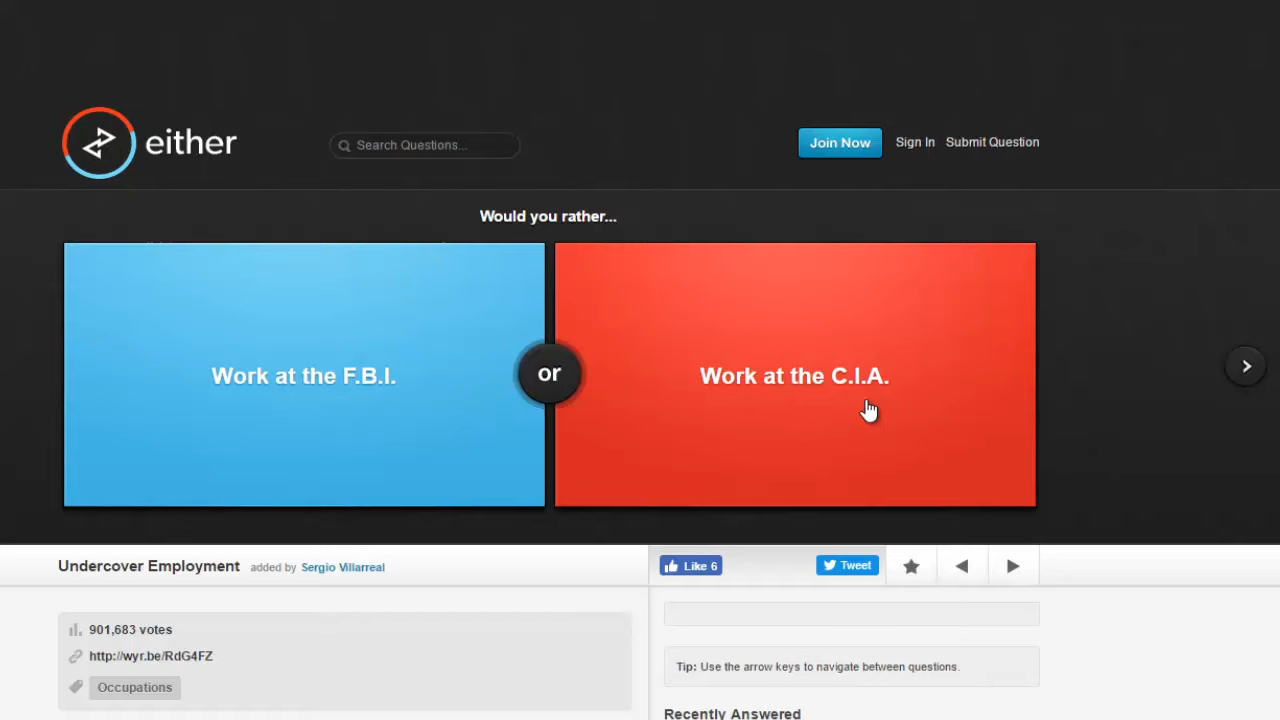 either
Search Questions...
Join Now
Sign In
Submit Question
Would you rather...
Work at the F.B.I.
or
Work at the C.I.A.
Undercover Employment added by Sergio Villarreal
Like 6
Tweet
901,683 votes
http://wyr.be/RdG4FZ
Occupations
Tip: Use the arrow keys to navigate between questions.
Recently Answered